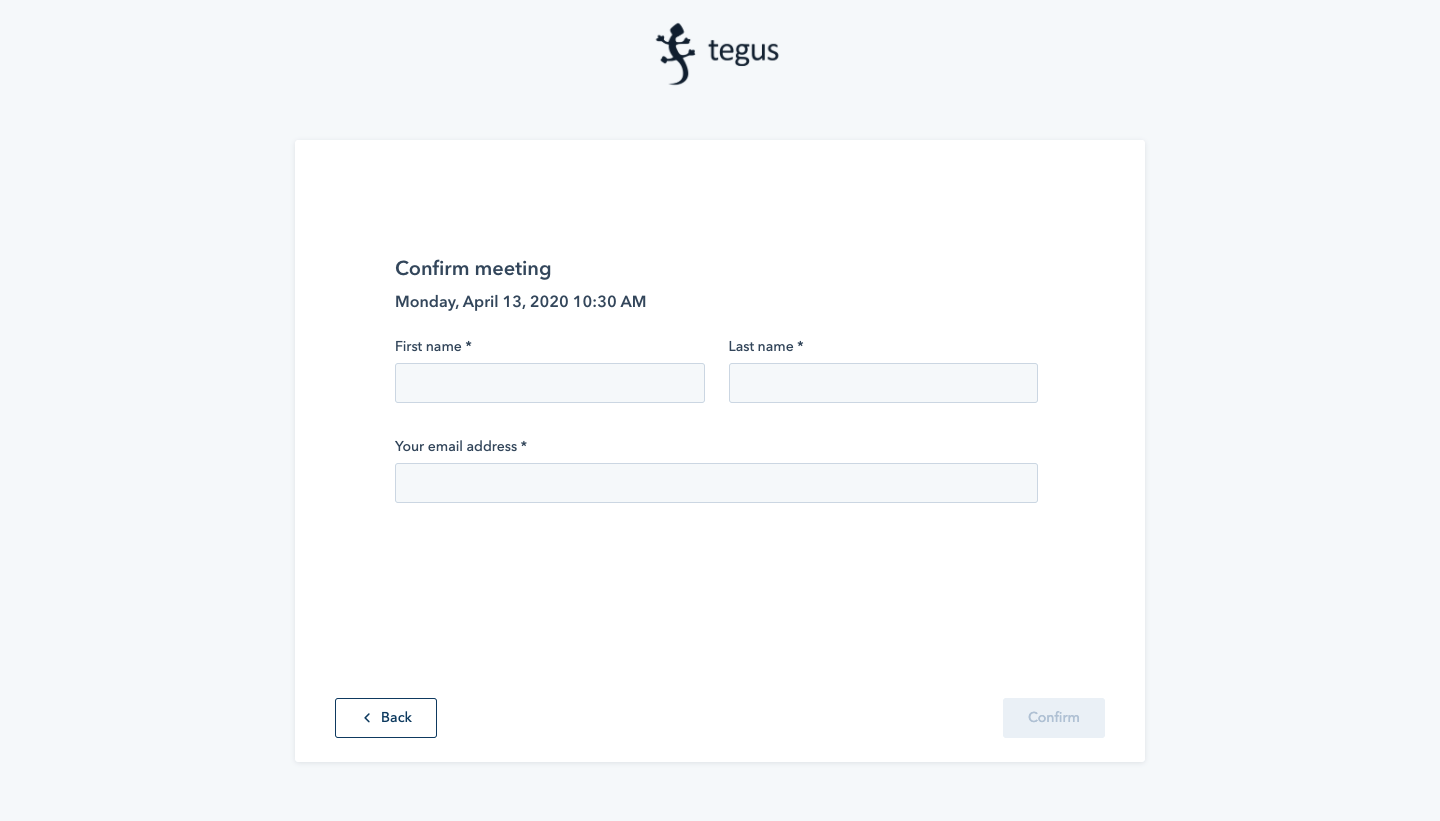 tegus
Confirm meeting
Monday, April 13, 2020 10:30 AM
First name *
Last name *
Your email address *
Back
Confirm